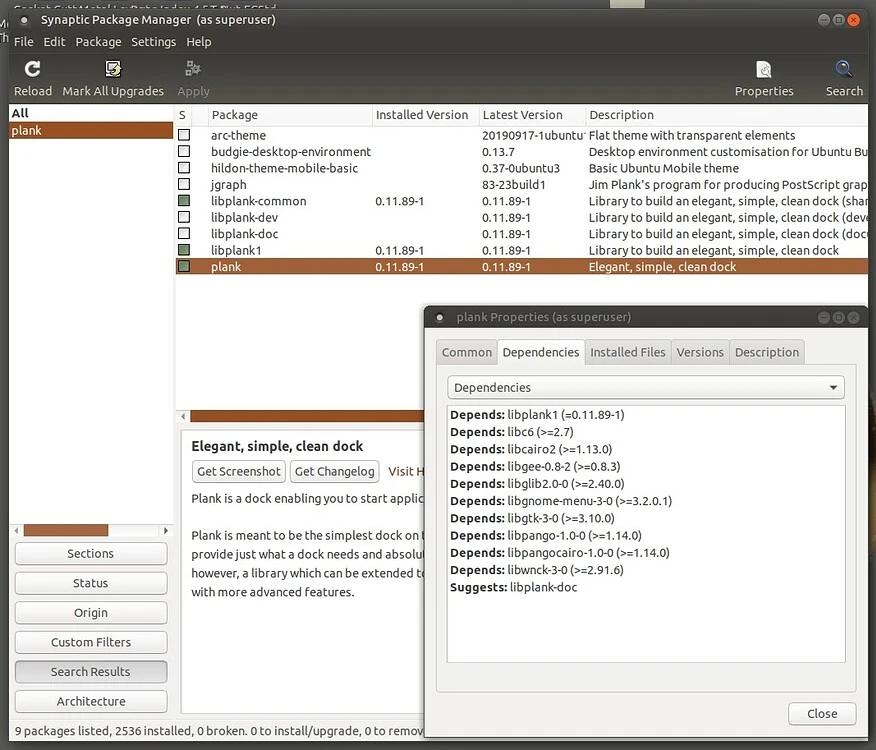 Synaptic Package Manager (as superuser)
File Edit Package Settings Help
Reload Mark All Upgrades Apply Properties Search
All
plank
S Package Installed Version Latest Version Description
arc-theme 20190917-1ubuntu Flat theme with transparent elements
budgie-desktop-environment 0.13.7 Desktop environment customisation for Ubuntu Bu
hildon-theme-mobile-basic 0.37-0ubuntu3 Basic Ubuntu Mobile theme
jgraph 83-23build1 Jim Plank's program for producing PostScript grap
libplank-common 0.11.89-1 0.11.89-1 Library to build an elegant, simple, clean dock (shar
libplank-dev 0.11.89-1 Library to build an elegant, simple, clean dock (deve
libplank-doc 0.11.89-1 Library to build an elegant, simple, clean dock (docu
libplank1 0.11.89-1 0.11.89-1 Library to build an elegant, simple, clean dock
plank 0.11.89-1 0.11.89-1 Elegant, simple, clean dock
Elegant, simple, clean dock
Get Screenshot Get Changelog Visit H
Plank is a dock enabling you to start applic
Plank is meant to be the simplest dock on t
provide just what a dock needs and absolut
however, a library which can be extended to
with more advanced features.
Sections
Status
Origin
Custom Filters
Search Results
Architecture
9 packages listed, 2536 installed, 0 broken. 0 to install/upgrade, 0 to remov
plank Properties (as superuser)
Common Dependencies Installed Files Versions Description
Dependencies
Depends: libplank1 (=0.11.89-1)
Depends: libc6 (>=2.7)
Depends: libcairo2 (>=1.13.0)
Depends: libgee-0.8-2 (>=0.8.3)
Depends: libglib2.0-0 (>=2.40.0)
Depends: libgnome-menu-3-0 (>=3.2.0.1)
Depends: libgtk-3-0 (>=3.10.0)
Depends: libpango-1.0-0 (>=1.14.0)
Depends: libpangocairo-1.0-0 (>=1.14.0)
Depends: libwnck-3-0 (>=2.91.6)
Suggests: libplank-doc
Close